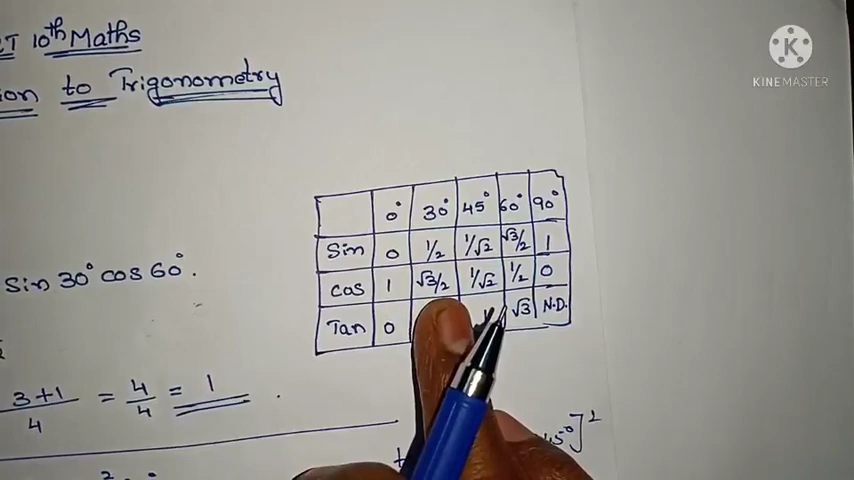 10th Maths
to Trigonometry
K
KINEMASTER
0° 30° 45° 60° 90°
Sin 0 1/2 1/√2 √3/2 1
cos 1 √3/2 1/√2 1/2 0
Tan 0 √3 N.D.
Sin 30° cos 60°.
3+1/4 = 4/4 = 1